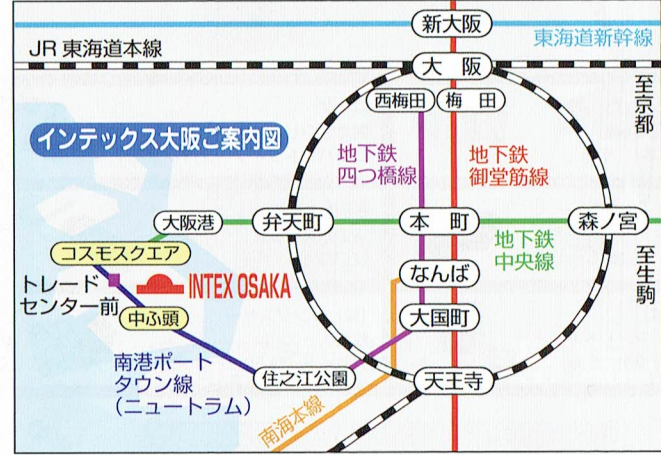 新大阪
東海道新幹線
JR 東海道本線
大 阪
至京都
西梅田
梅 田
インテックス大阪ご案内図
地下鉄
四つ橋線
地下鉄
御堂筋線
大阪港
弁天町
本 町
森ノ宮
地下鉄
中央線
至生駒
コスモスクエア
なんば
トレード
センター前
INTEX OSAKA
中ふ頭
大国町
南港ポート
タウン線
(ニュートラム)
住之江公園
天王寺
南海本線